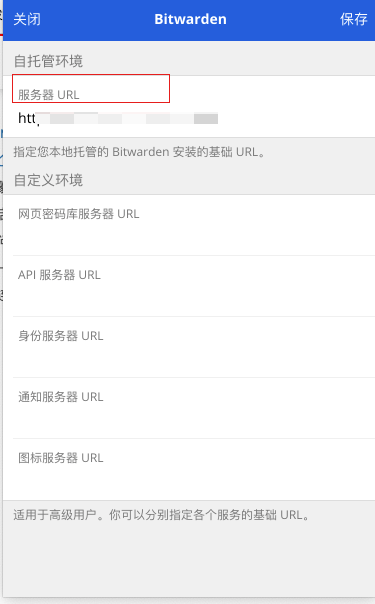 关闭
Bitwarden
保存
自托管环境
服务器 URL
htt
指定您本地托管的 Bitwarden 安装的基础 URL。
自定义环境
网页密码库服务器 URL
API 服务器 URL
身份服务器 URL
通知服务器 URL
图标服务器 URL
适用于高级用户。你可以分别指定各个服务的基础 URL。